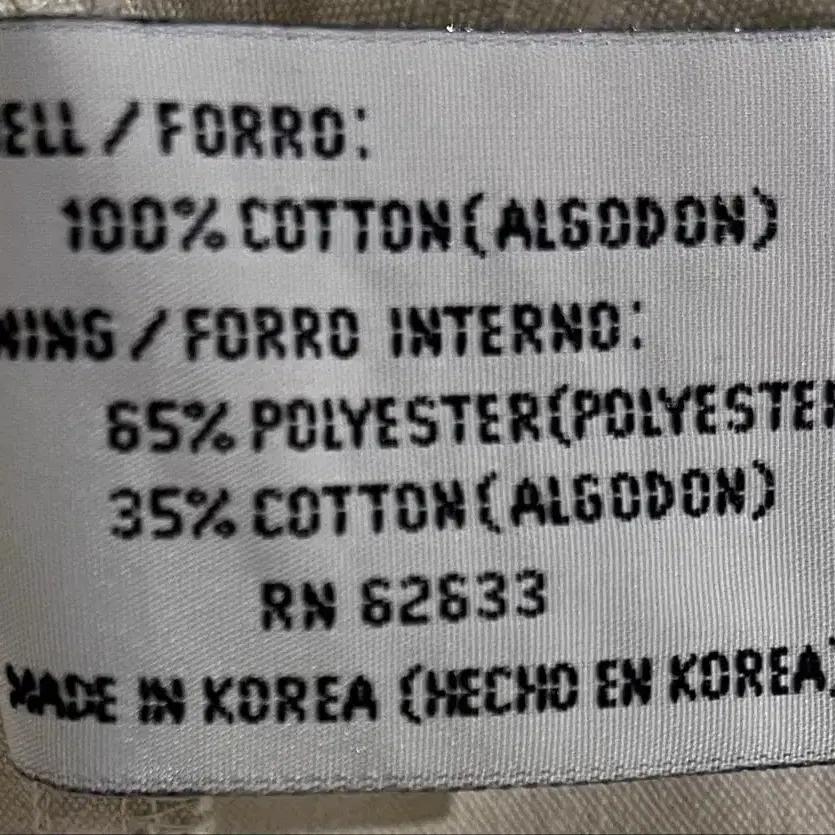 ELL / FORRO:
100% COTTON (ALGODON)
NING / FORRO INTERNO:
65% POLYESTER (POLYESTER
35% COTTON (ALGODON)
RN 62633
MADE IN KOREA (HECHO EN KOREA)